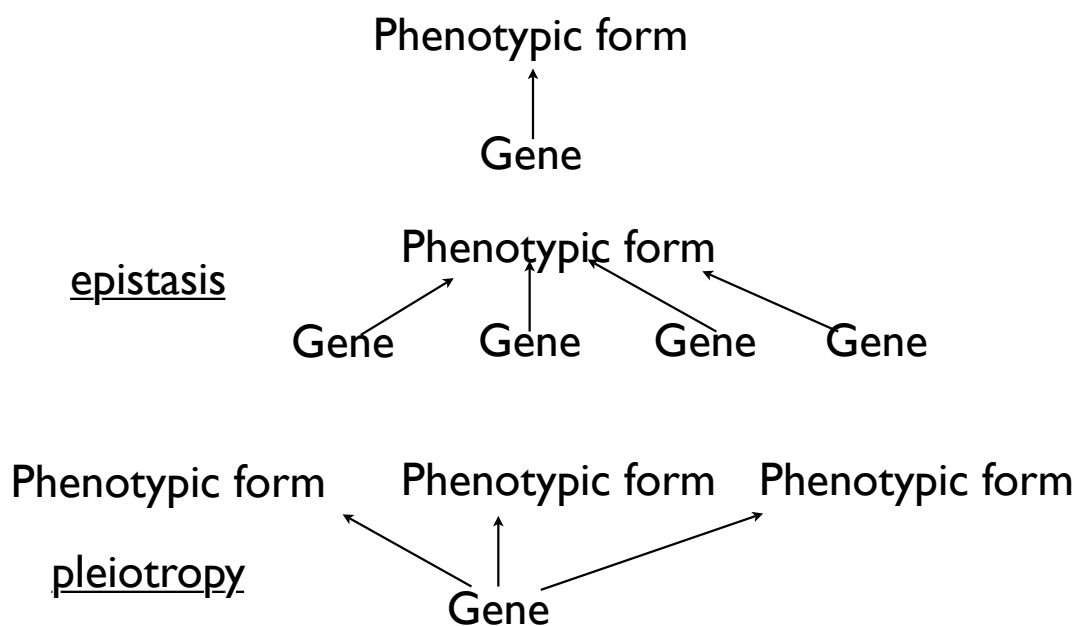 Phenotypic form
Gene
Phenotypic form
epistasis
Gene Gene Gene Gene
Phenotypic form Phenotypic form Phenotypic form
pleiotropy
Gene